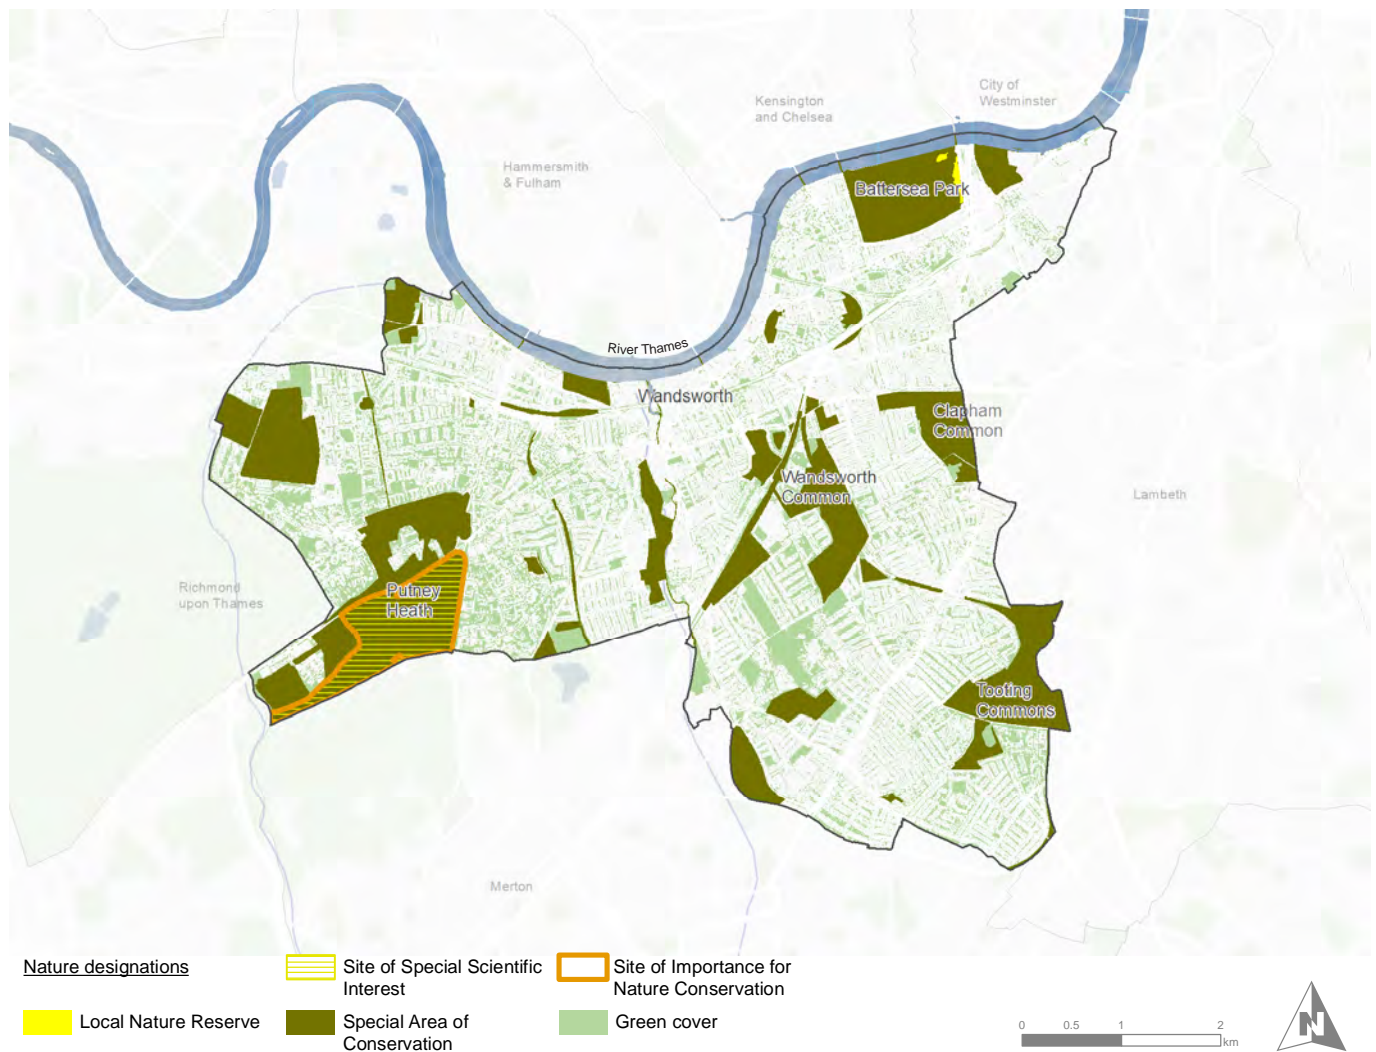 City of
Westminster
Kensington
and Chelsea
Hammersmith
& Fulham
Battersea Park
River Thames
Wandsworth
Clapham
Common
Wandsworth
Common
Lambeth
Richmond
upon Thames
Putney
Heath
Tooting
Commons
Merton
Nature designations
Site of Special Scientific
Interest
Site of Importance for
Nature Conservation
Local Nature Reserve
Special Area of
Conservation
Green cover
0 0.5 1 2
km
N